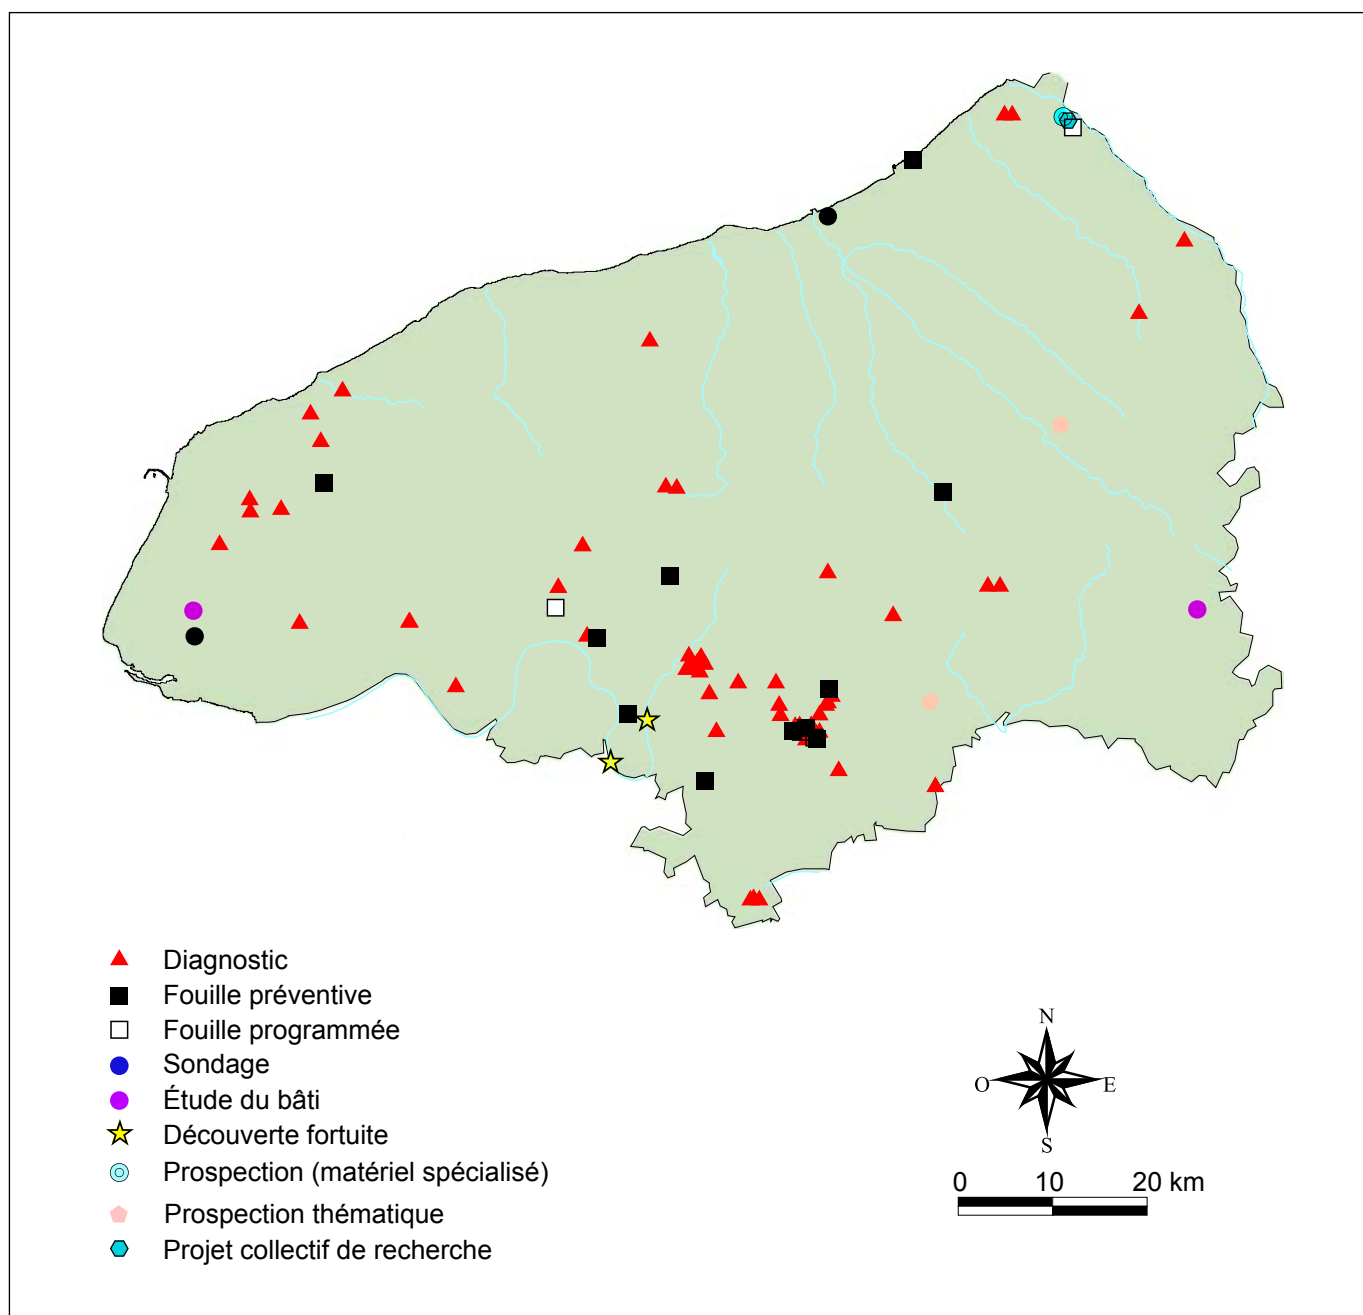 Diagnostic
Fouille préventive
Fouille programmée
Sondage
Étude du bâti
Découverte fortuite
Prospection (matériel spécialisé)
Prospection thématique
Projet collectif de recherche
N
O E
S
0 10 20 km